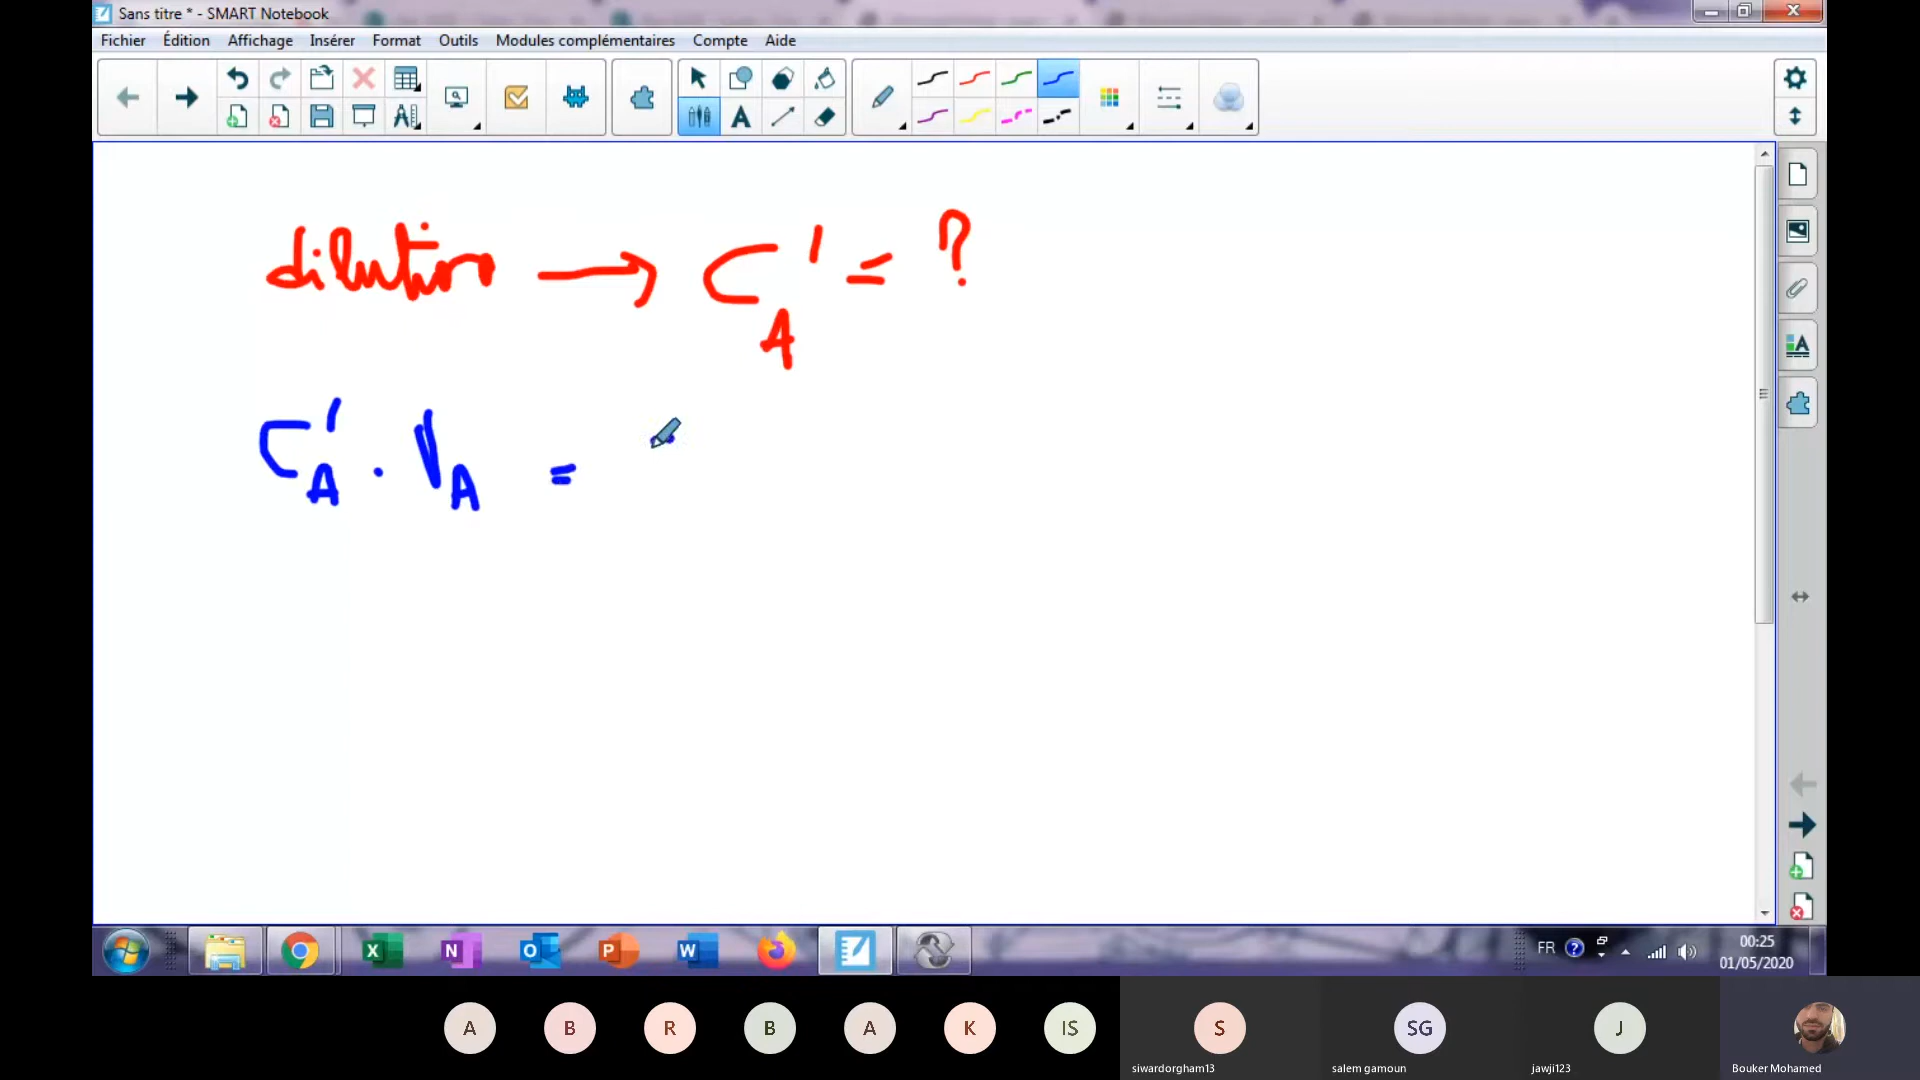 Sans titre * - SMART Notebook
Fichier Édition Affichage Insérer Format Outils Modules complémentaires Compte Aide
dilution → C'A = ?
C'A . VA =
FR
00:25
01/05/2020
A B R B A K IS S SG J
siwardorgham13 salem gamoun jawji123 Bouker Mohamed